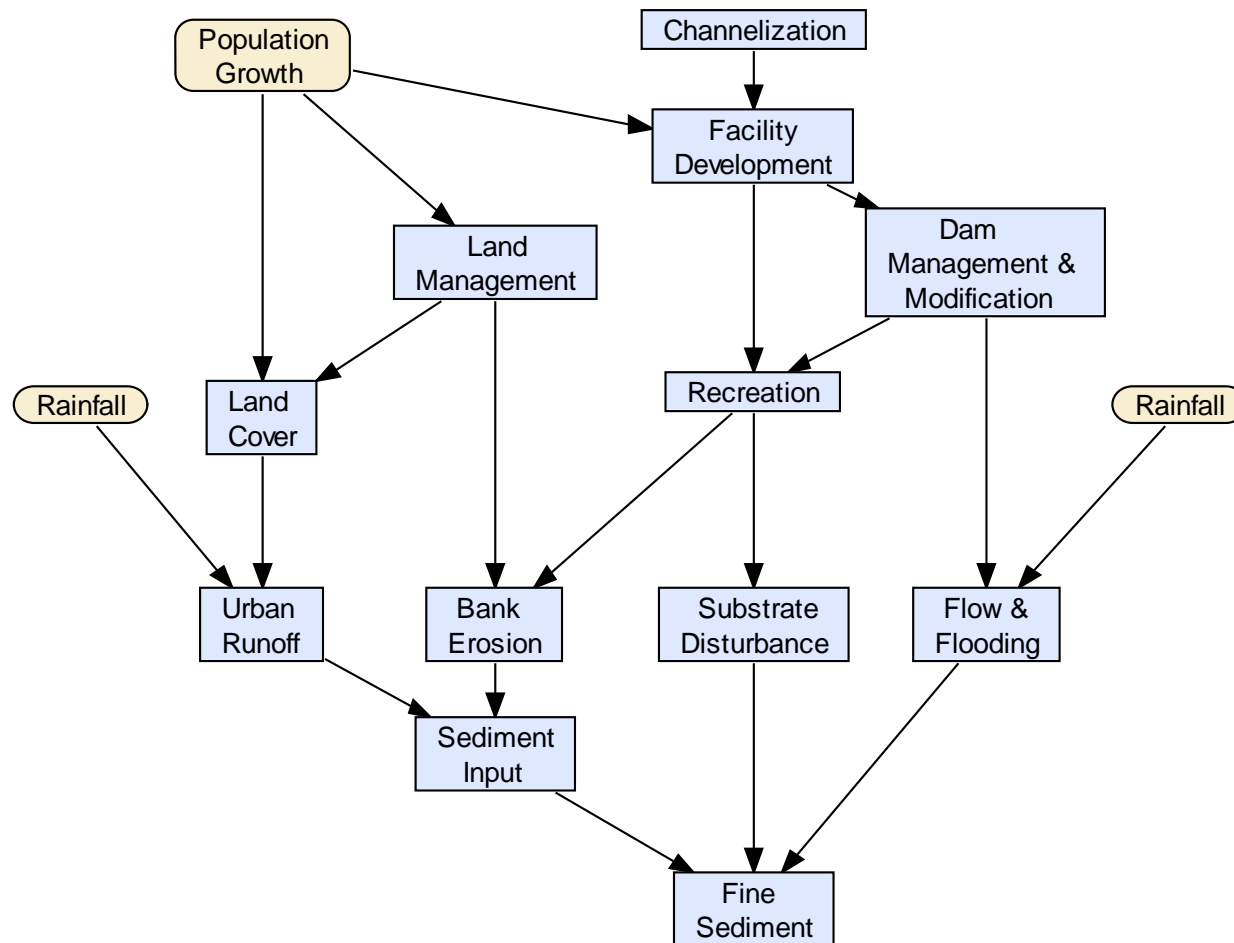 Population
Growth
Channelization
Facility
Development
Land
Management
Dam
Management &
Modification
Rainfall
Land
Cover
Recreation
Rainfall
Urban
Runoff
Bank
Erosion
Substrate
Disturbance
Flow &
Flooding
Sediment
Input
Fine
Sediment